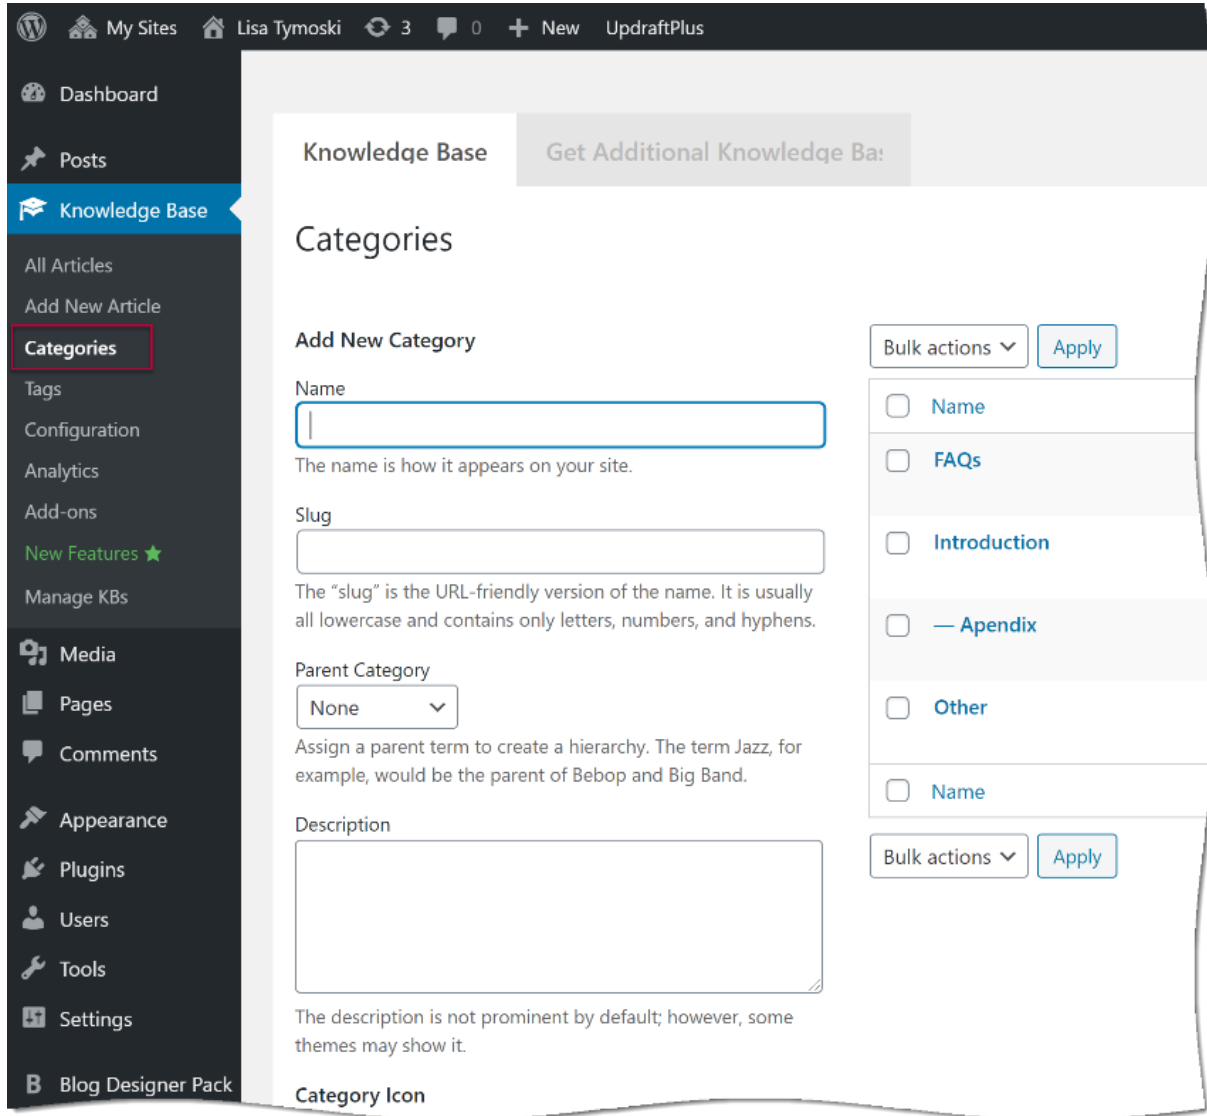 My Sites Lisa Tymoski 3 0 New UpdraftPlus
Dashboard
Posts
Knowledge Base
All Articles
Add New Article
Categories
Tags
Configuration
Analytics
Add-ons
New Features
Manage KBs
Media
Pages
Comments
Appearance
Plugins
Users
Tools
Settings
B Blog Designer Pack
Knowledge Base
Get Additional Knowledge Bas
Categories
Add New Category
Name
The name is how it appears on your site.
Slug
The “slug” is the URL-friendly version of the name. It is usually
all lowercase and contains only letters, numbers, and hyphens.
Parent Category
None
Assign a parent term to create a hierarchy. The term Jazz, for
example, would be the parent of Bebop and Big Band.
Description
The description is not prominent by default; however, some
themes may show it.
Category Icon
Bulk actions Apply
Name
FAQs
Introduction
— Apendix
Other
Name
Bulk actions Apply